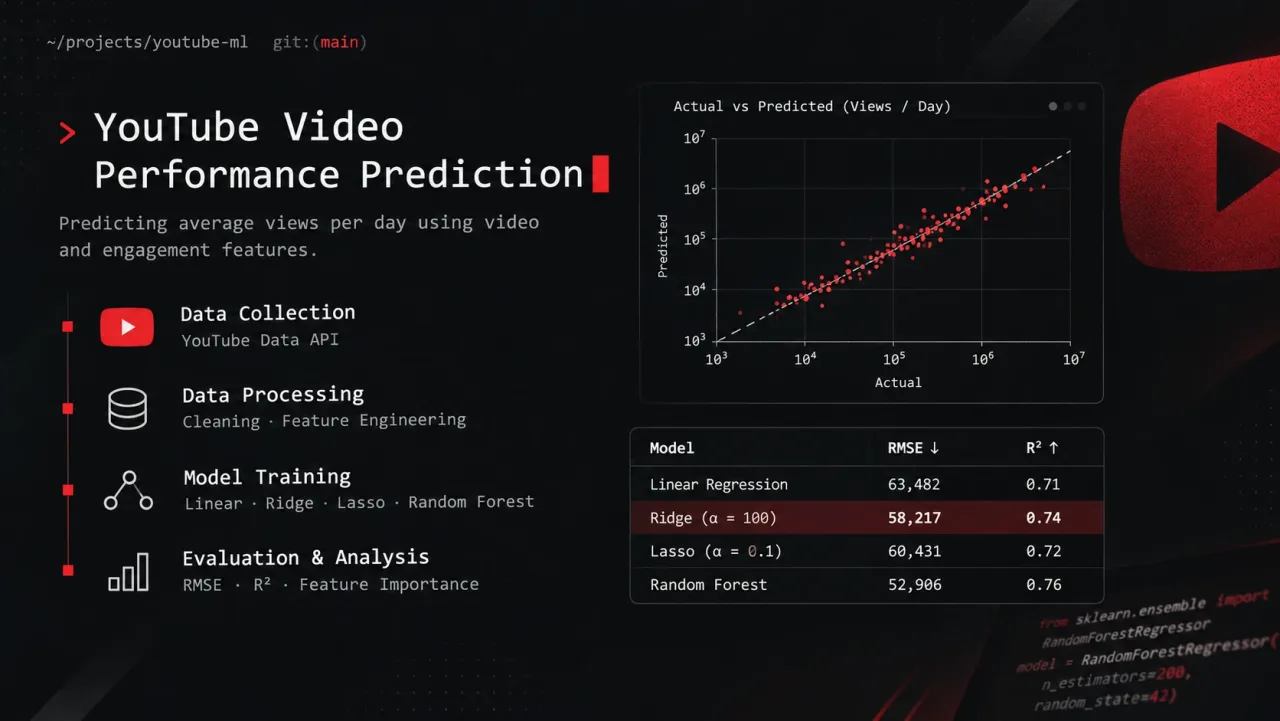 ~/projects/youtube-ml git:(main)
> YouTube Video
Performance Prediction
Predicting average views per day using video
and engagement features.
Data Collection
YouTube Data API
Data Processing
Cleaning · Feature Engineering
Model Training
Linear · Ridge · Lasso · Random Forest
Evaluation & Analysis
RMSE · R² · Feature Importance
Actual vs Predicted (Views / Day)
10⁷
10⁶
10⁵
10⁴
10³
Predicted
10³ 10⁴ 10⁵ 10⁶ 10⁷
Actual
Model RMSE ↓ R² ↑
Linear Regression 63,482 0.71
Ridge (α = 100) 58,217 0.74
Lasso (α = 0.1) 60,431 0.72
Random Forest 52,906 0.76
from sklearn.ensemble import
RandomForestRegressor
model = RandomForestRegressor(
n_estimators=200,
random_state=42)